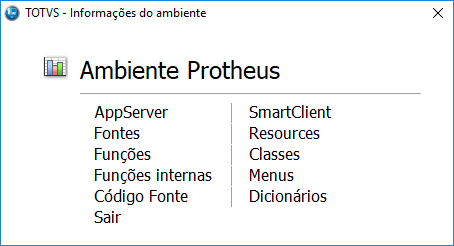 TOTVS - Informações do ambiente
Ambiente Protheus
AppServer
Fontes
Funções
Funções internas
Código Fonte
Sair
SmartClient
Resources
Classes
Menus
Dicionários